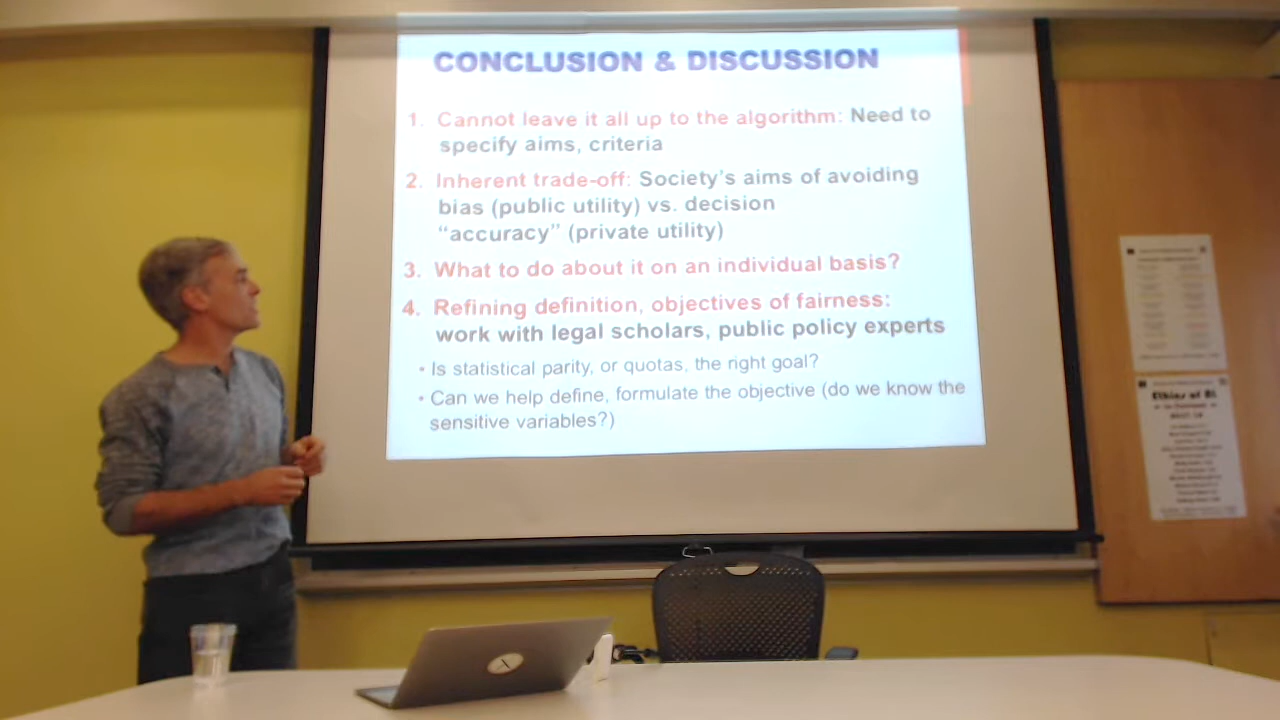 CONCLUSION & DISCUSSION
1. Cannot leave it all up to the algorithm: Need to
specify aims, criteria
2. Inherent trade-off: Society's aims of avoiding
bias (public utility) vs. decision
“accuracy” (private utility)
3. What to do about it on an individual basis?
4. Refining definition, objectives of fairness:
work with legal scholars, public policy experts
• Is statistical parity, or quotas, the right goal?
• Can we help define, formulate the objective (do we know the
sensitive variables?)
Ethics of AI